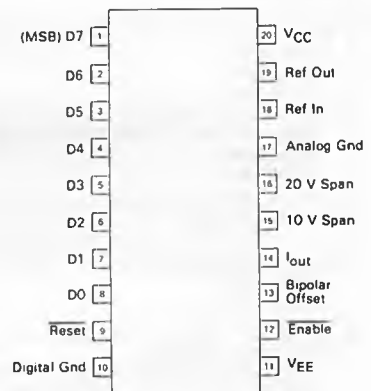 (MSB) D7 1
D6 2
D5 3
D4 4
D3 5
D2 6
D1 7
D0 8
Reset 9
Digital Gnd 10
20 VCC
19 Ref Out
18 Ref In
17 Analog Gnd
16 20 V Span
15 10 V Span
14 Iout
13 Bipolar
Offset
12 Enable
11 VEE